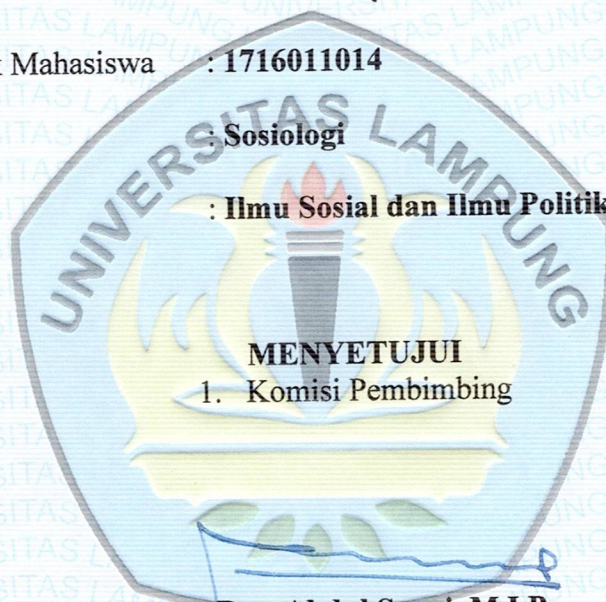 Mahasiswa : 1716011014
: Sosiologi
: Ilmu Sosial dan Ilmu Politik
UNIVERSITAS LAMPUNG
MENYETUJUI
1. Komisi Pembimbing